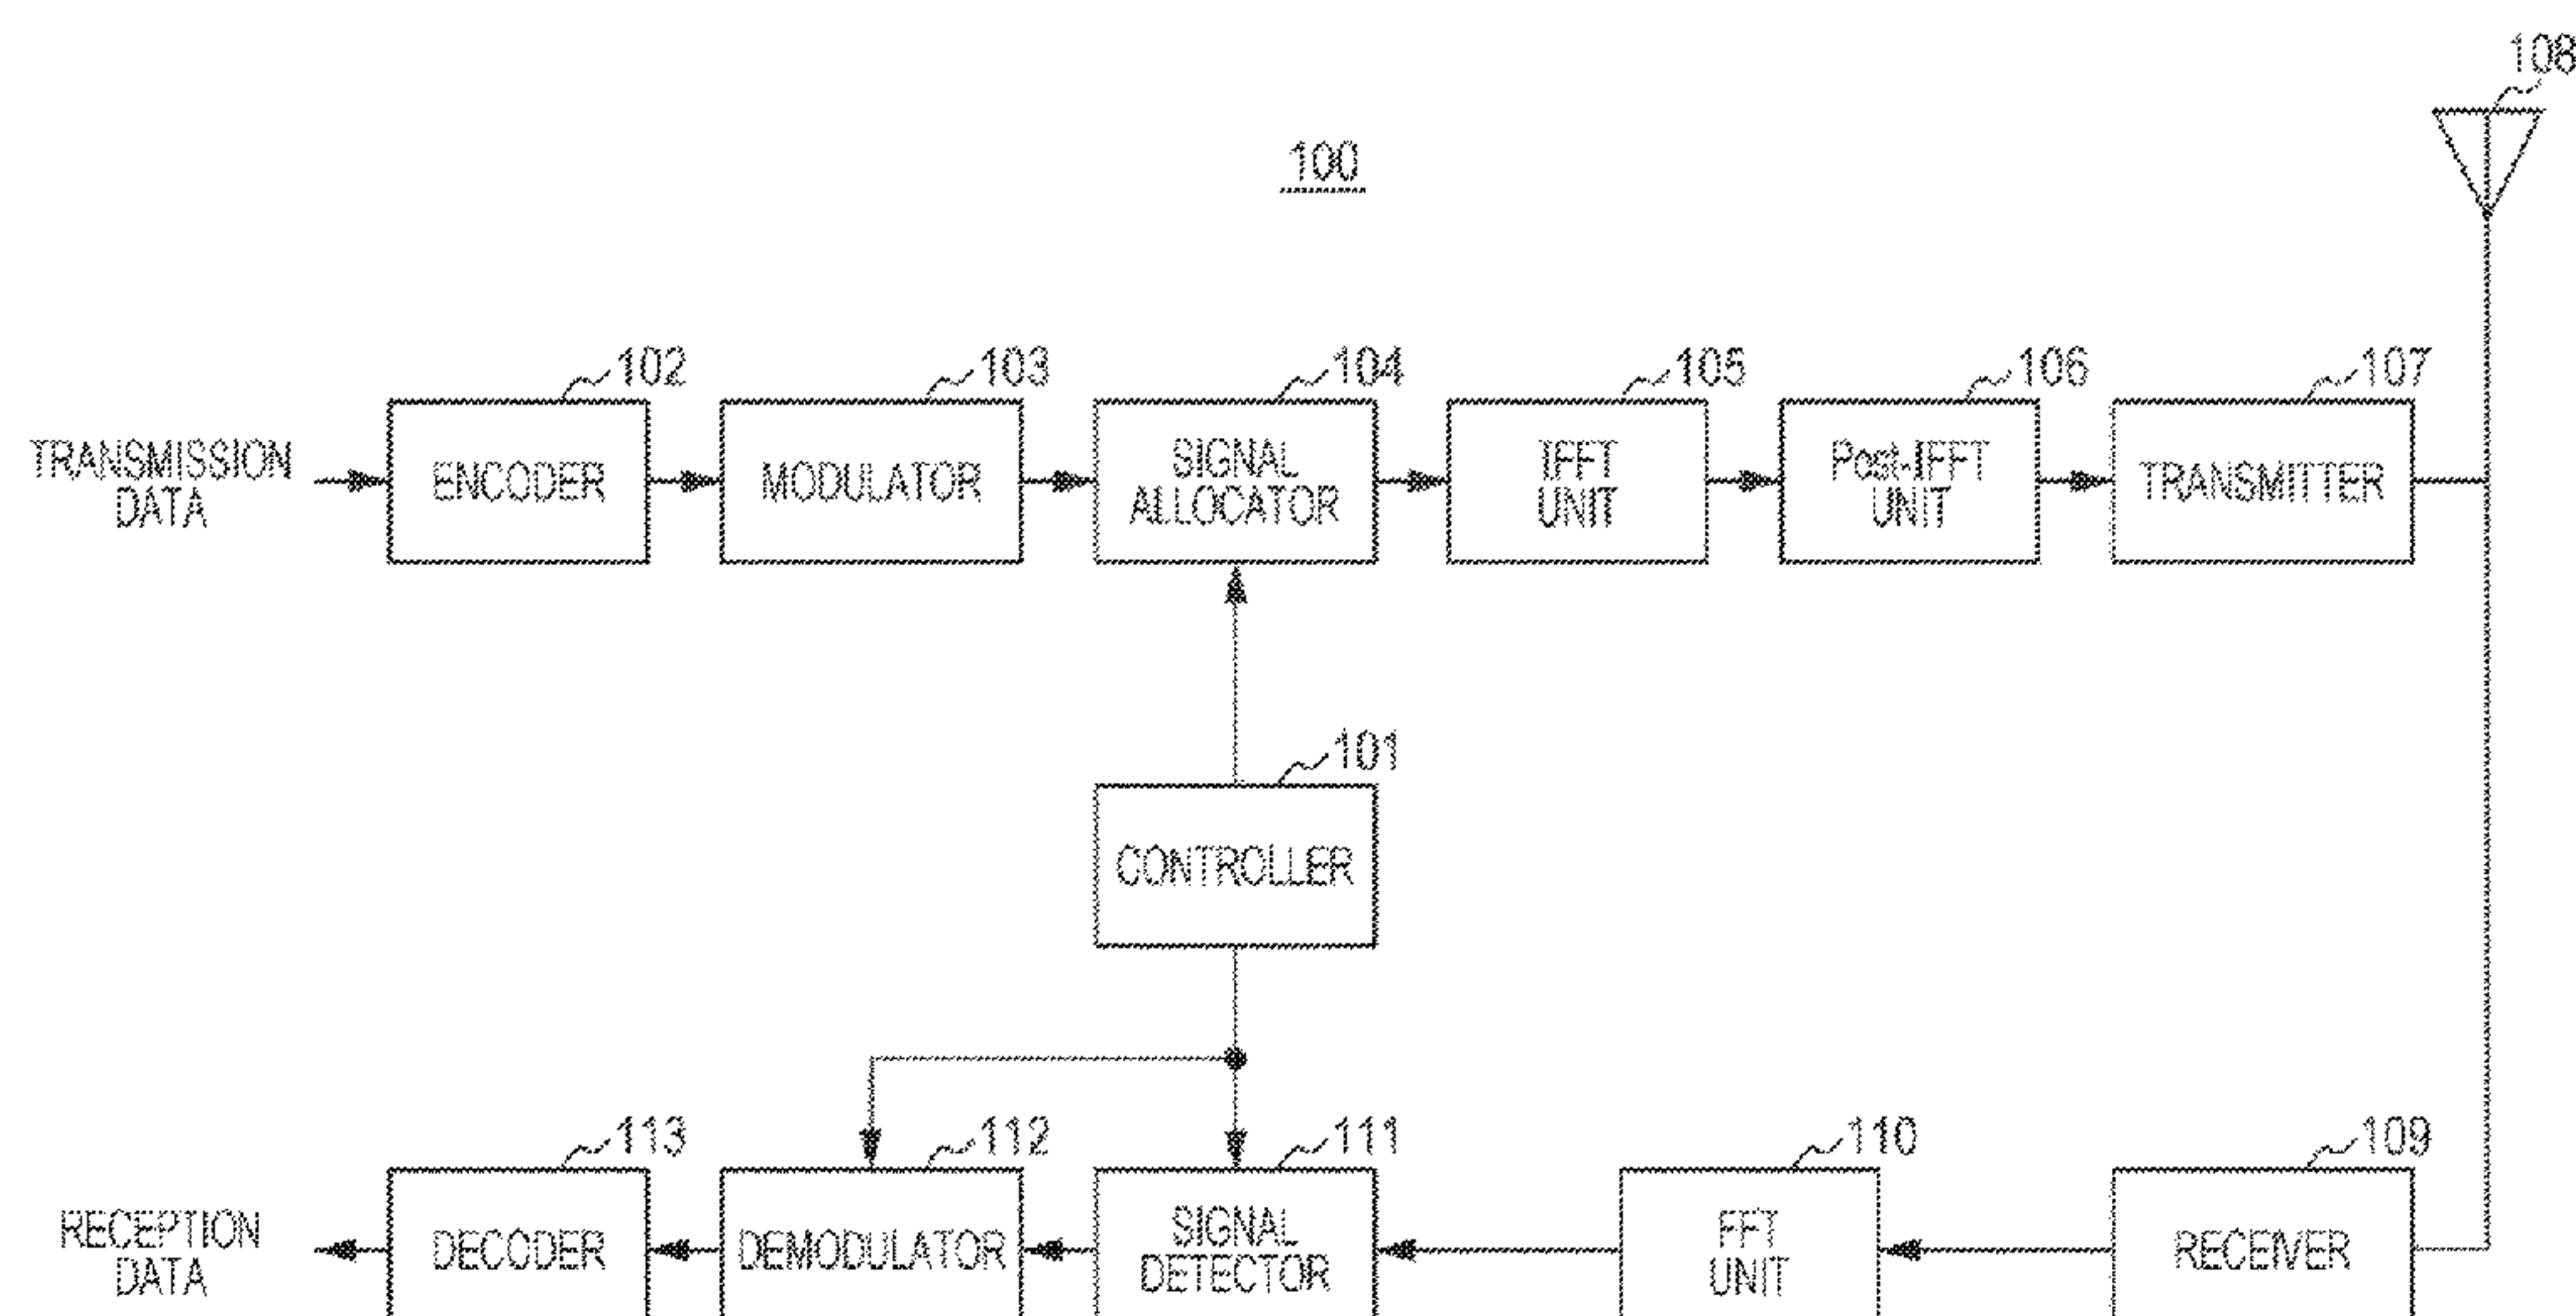 108
100
102
103
104
105
106
107
TRANSMISSION
DATA
ENCODER
MODULATOR
SIGNAL
ALLOCATOR
IFFT
UNIT
Post-IFFT
UNIT
TRANSMITTER
101
CONTROLLER
113
112
111
110
109
RECEPTION
DATA
DECODER
DEMODULATOR
SIGNAL
DETECTOR
FFT
UNIT
RECEIVER